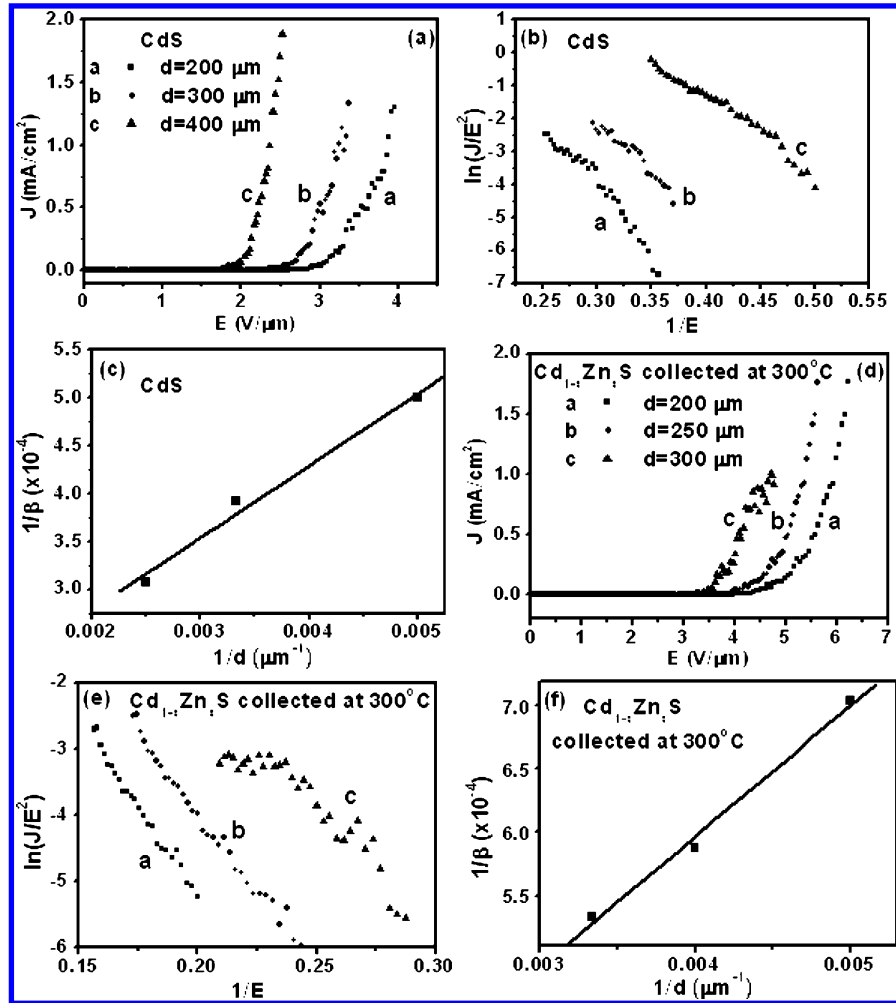 (a)
CdS
a d=200 μm
b d=300 μm
c d=400 μm
c
b
a
2.0
1.5
1.0
0.5
0.0
J (mA/cm²)
0 1 2 3 4
E (V/μm)
(b) CdS
1
0
-1
-2
-3
-4
-5
-6
-7
ln(J/E²)
c
b
a
0.25 0.30 0.35 0.40 0.45 0.50 0.55
1/E
(c) CdS
5.5
5.0
4.5
4.0
3.5
3.0
1/β (x10⁻⁴)
0.002 0.003 0.004 0.005
1/d (μm⁻¹)
Cd S collected at 300°C
(d)
a d=200 μm
b d=250 μm
c d=300 μm
c
b
a
2.0
1.5
1.0
0.5
0.0
J (mA/cm²)
0 1 2 3 4 5 6 7
E (V/μm)
(e) S collected at 300°C
-2
-3
-4
-5
-6
ln(J/E²)
a
b
c
0.15 0.20 0.25 0.30
1/E
(f)
collected at 300°C
7.0
6.5
6.0
5.5
1/β (x10⁻⁴)
0.003 0.004 0.005
1/d (μm⁻¹)